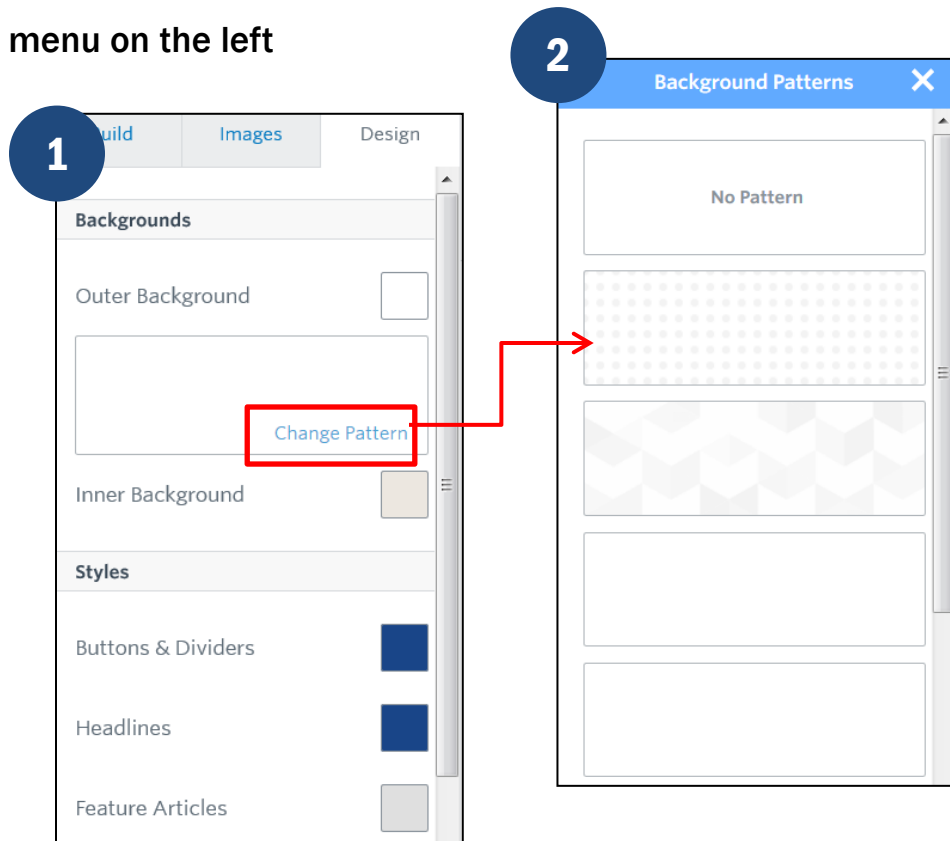 menu on the left
1
uild
Images
Design
Backgrounds
Outer Background
Change Pattern
Inner Background
Styles
Buttons & Dividers
Headlines
Feature Articles
2
Background Patterns
No Pattern